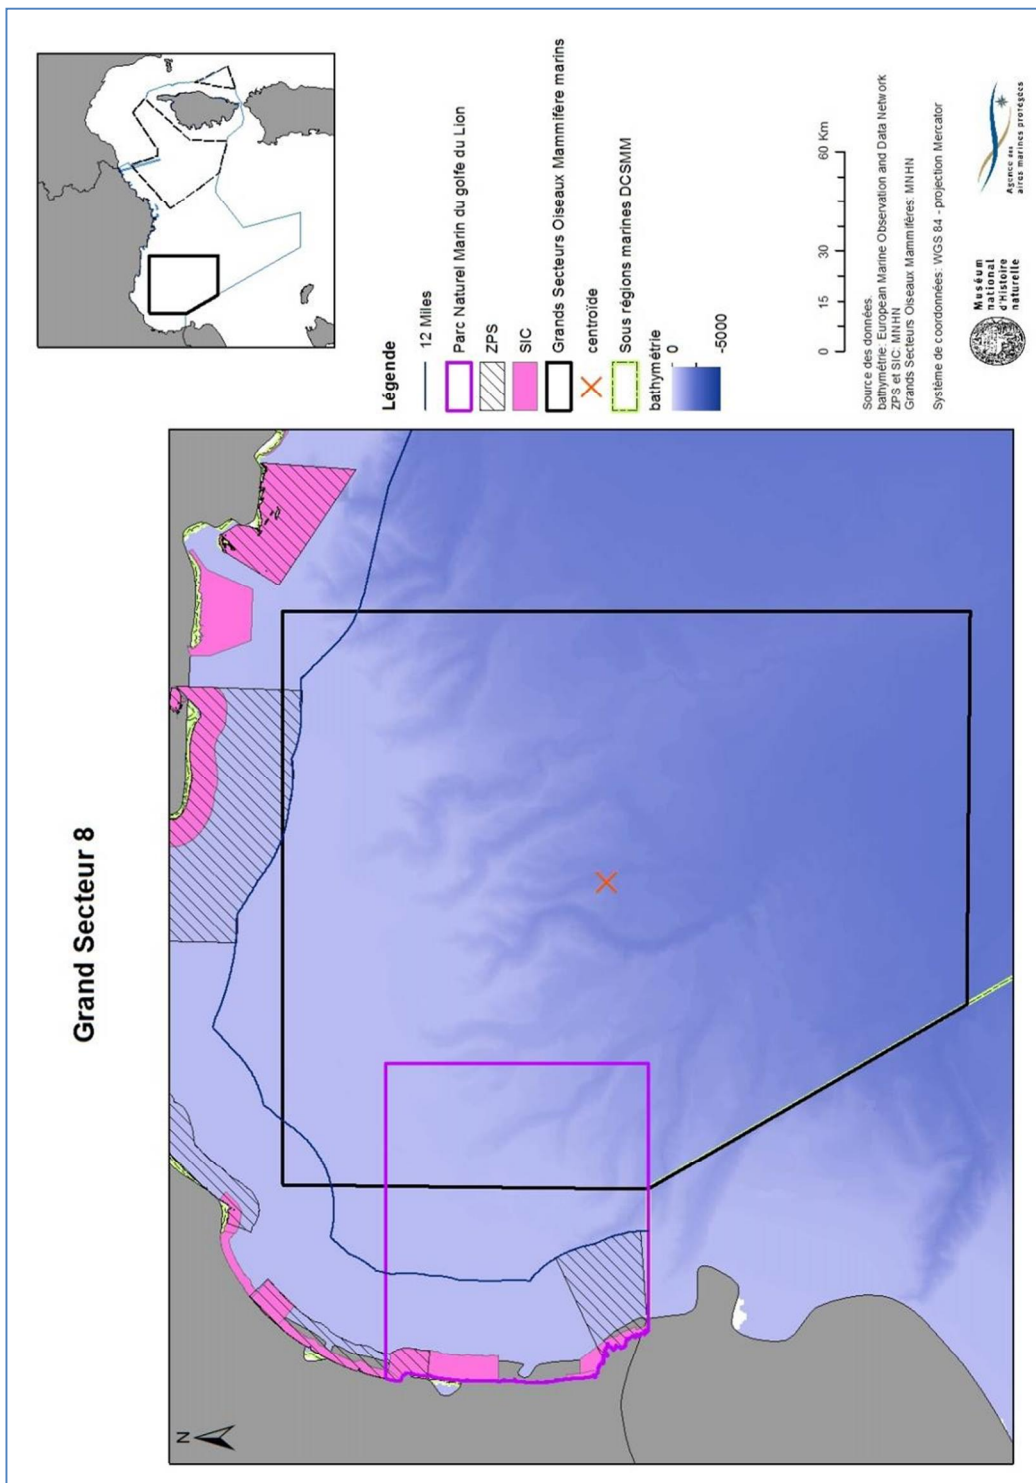 Grand Secteur 8
N
Légende
12 Miles
Parc Naturel Marin du golfe du Lion
ZPS
SIC
Grands Secteurs Oiseaux Mammifère marins
centroïde
Sous régions marines DCSMM
bathymétrie
0
-5000
0 15 30 60 Km
Source des données.
bathymétrie: European Marine Observation and Data Network
ZPS et SIC: MNHN
Grands Secteurs Oiseaux Mammifères: MNHN
Système de coordonnées: WGS 84 - projection Mercator
Muséum
national
d'Histoire
naturelle
Agence des
aires marines protégées